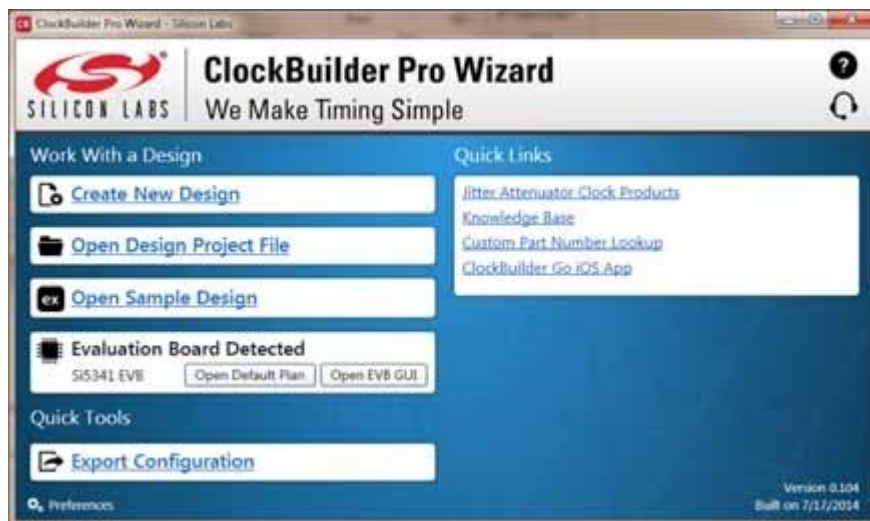 ClockBuilder Pro Wizard - Silicon Labs
SILICON LABS
ClockBuilder Pro Wizard
We Make Timing Simple
Work With a Design
Create New Design
Open Design Project File
ex Open Sample Design
Evaluation Board Detected
Si5341 EVB Open Default Plan Open EVB GUI
Quick Tools
Export Configuration
Preferences
Quick Links
Jitter Attenuator Clock Products
Knowledge Base
Custom Part Number Lookup
ClockBuilder Go iOS App
Version 0.104
Built on 7/17/2014